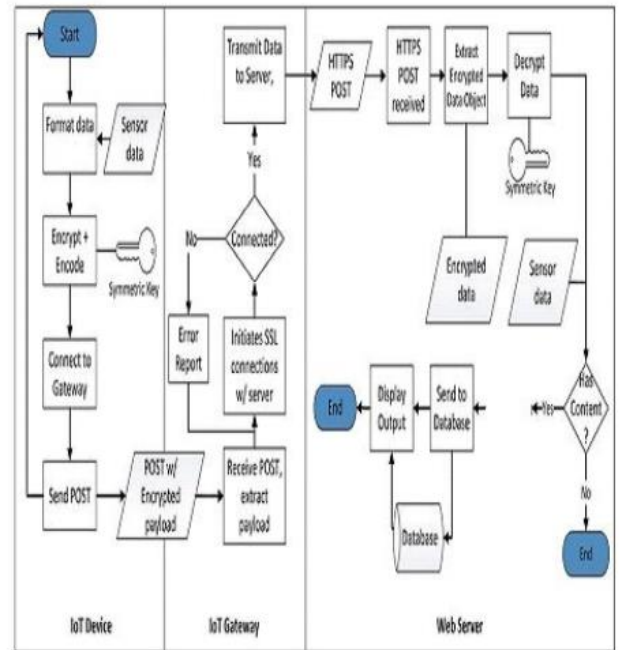 Start
Format data
Sensor
data
Encrypt +
Encode
Symmetric Key
Connect to
Gateway
Send POST
POST w/
Encrypted
payload
IoT Device
Transmit Data
to Server,
Yes
Connected?
No
Error
Report
Initiates SSL
connections
w/ server
Receive POST,
extract
payload
IoT Gateway
HTTPS
POST
HTTPS
POST
received
Extract
Encrypted
Data Object
Decrypt
Data
Symmetric Key
Encrypted
data
Sensor
data
Has
Content
?
Yes
No
End
Send to
Database
Database
Display
Output
End
Web Server